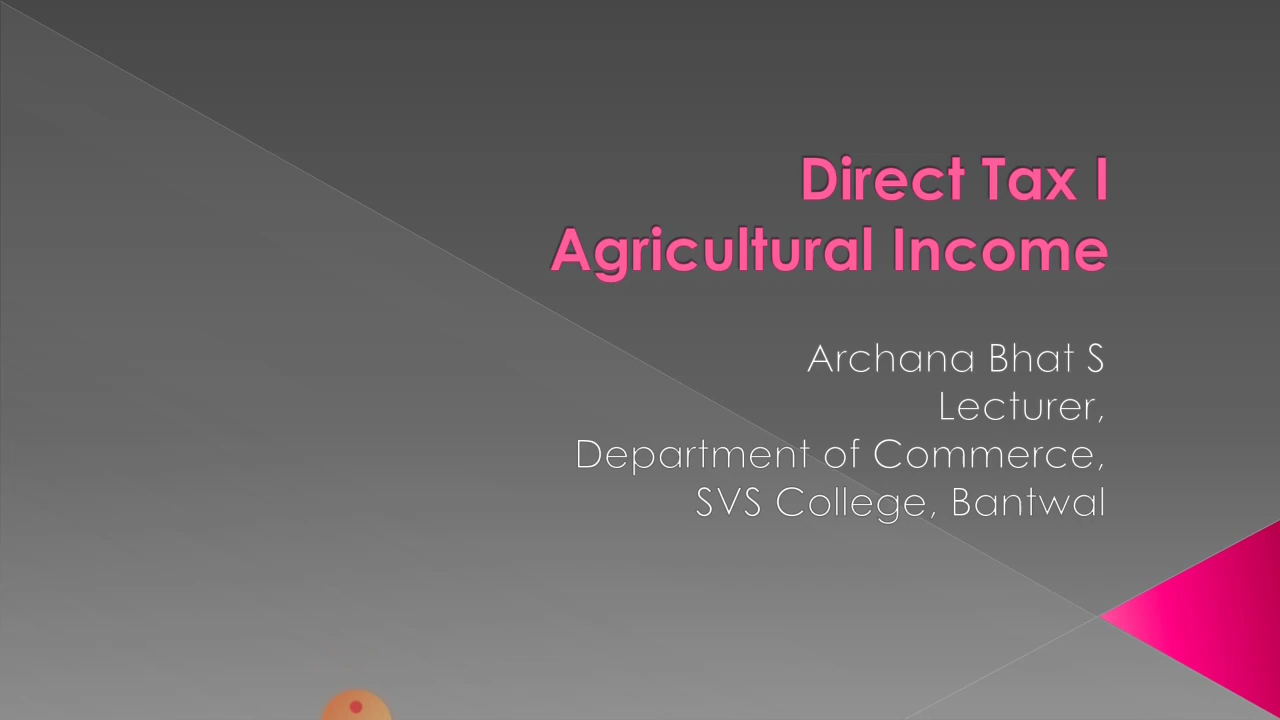 Direct Tax I
Agricultural Income
Archana Bhat S
Lecturer,
Department of Commerce,
SVS College, Bantwal